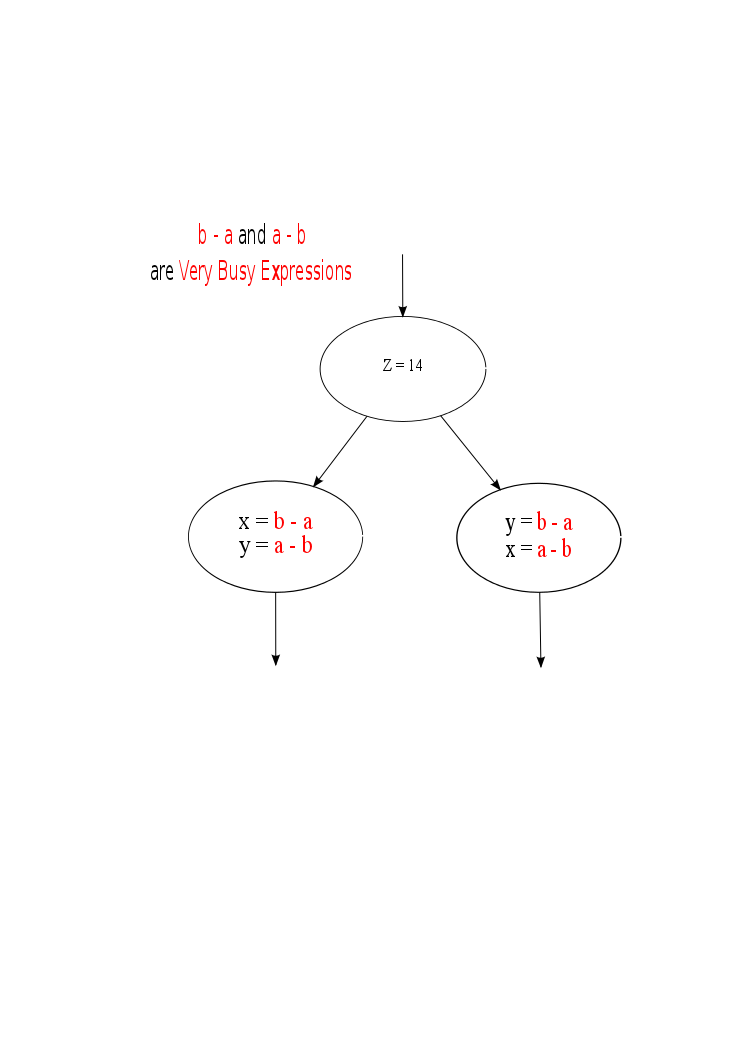 b - a and a - b
are Very Busy Expressions
Z = 14
x = b - a
y = a - b
y = b - a
x = a - b